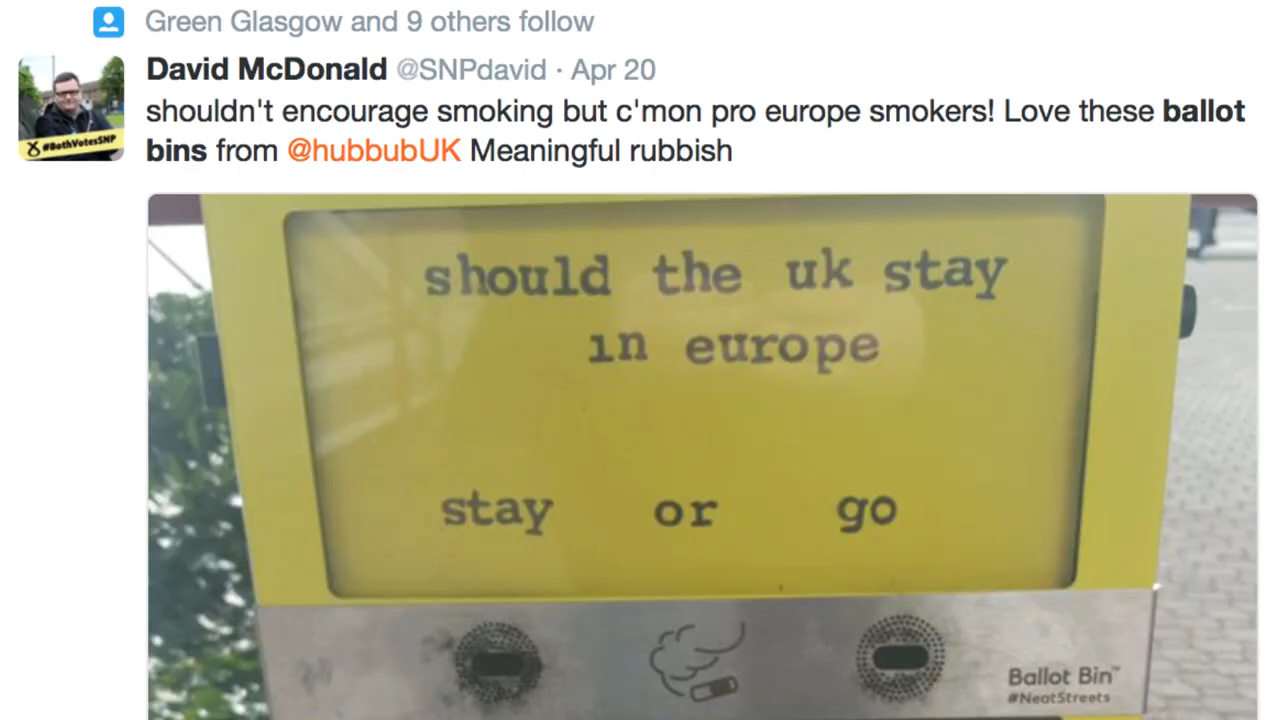 Green Glasgow and 9 others follow
David McDonald @SNPdavid · Apr 20
shouldn't encourage smoking but c'mon pro europe smokers! Love these ballot
bins from @hubbubUK Meaningful rubbish
#BothVotesSNP
should the uk stay
in europe
stay or go
Ballot Bin™
#NeatStreets